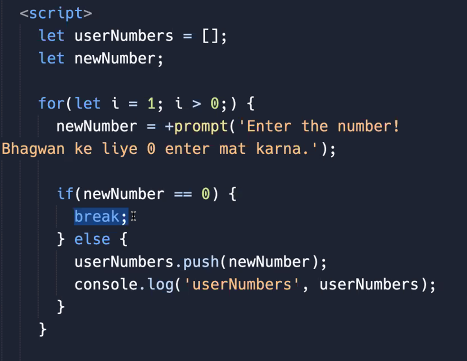 <script>
let userNumbers = [];
let newNumber;
for(let i = 1; i > 0;) {
newNumber = +prompt('Enter the number!
Bhagwan ke liye 0 enter mat karna.');
if(newNumber == 0) {
break;
} else {
userNumbers.push(newNumber);
console.log('userNumbers', userNumbers);
}
}